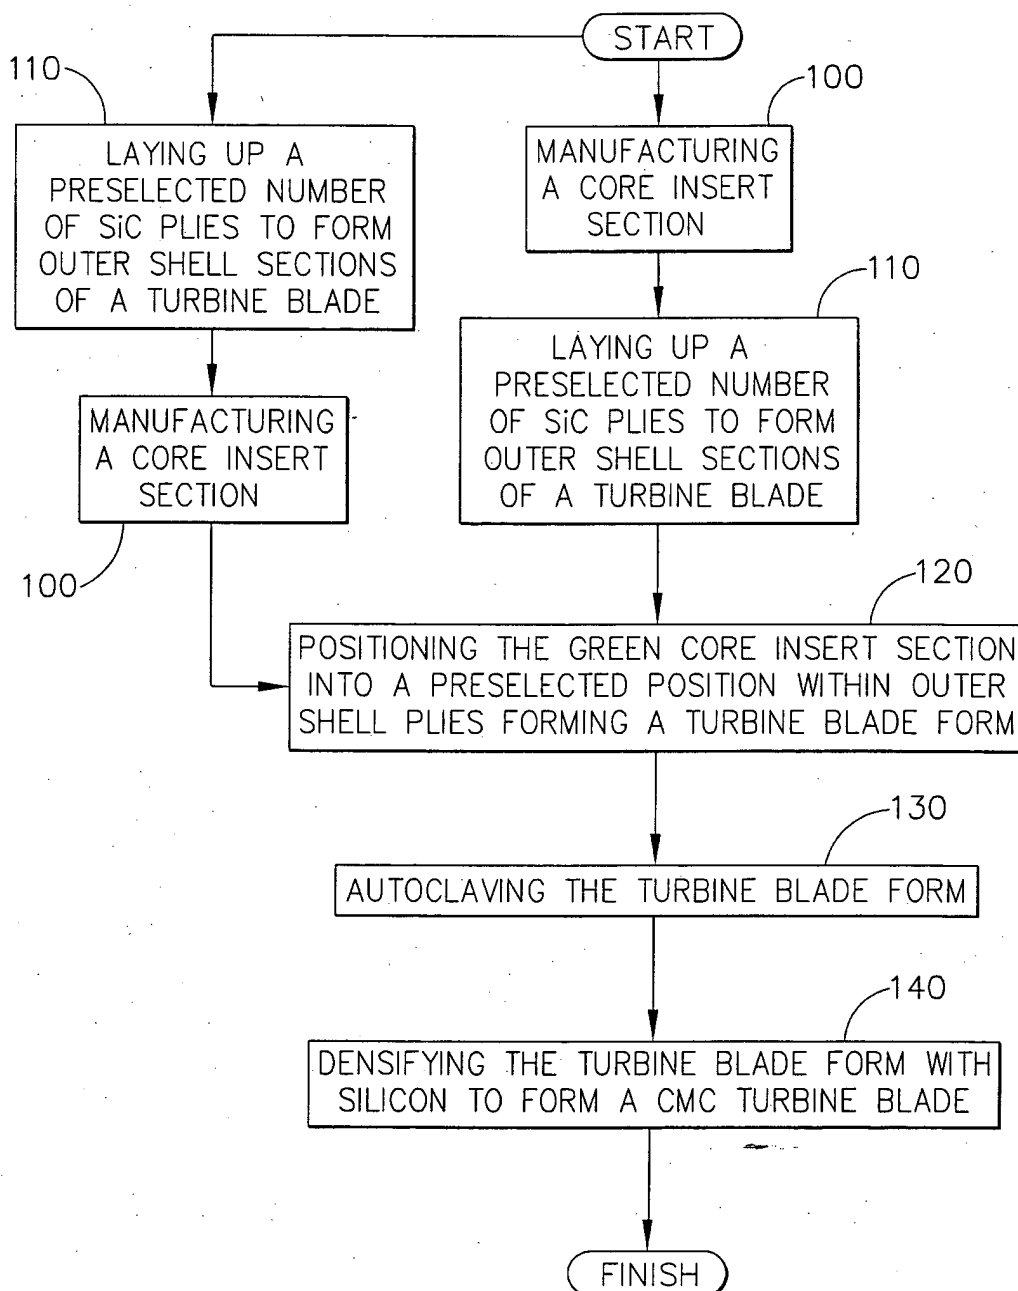 START
110
LAYING UP A
PRESELECTED NUMBER
OF SiC PLIES TO FORM
OUTER SHELL SECTIONS
OF A TURBINE BLADE
100
MANUFACTURING
A CORE INSERT
SECTION
110
LAYING UP A
PRESELECTED NUMBER
OF SiC PLIES TO FORM
OUTER SHELL SECTIONS
OF A TURBINE BLADE
MANUFACTURING
A CORE INSERT
SECTION
100
120
POSITIONING THE GREEN CORE INSERT SECTION
INTO A PRESELECTED POSITION WITHIN OUTER
SHELL PLIES FORMING A TURBINE BLADE FORM
130
AUTOCLAVING THE TURBINE BLADE FORM
140
DENSIFYING THE TURBINE BLADE FORM WITH
SILICON TO FORM A CMC TURBINE BLADE
FINISH